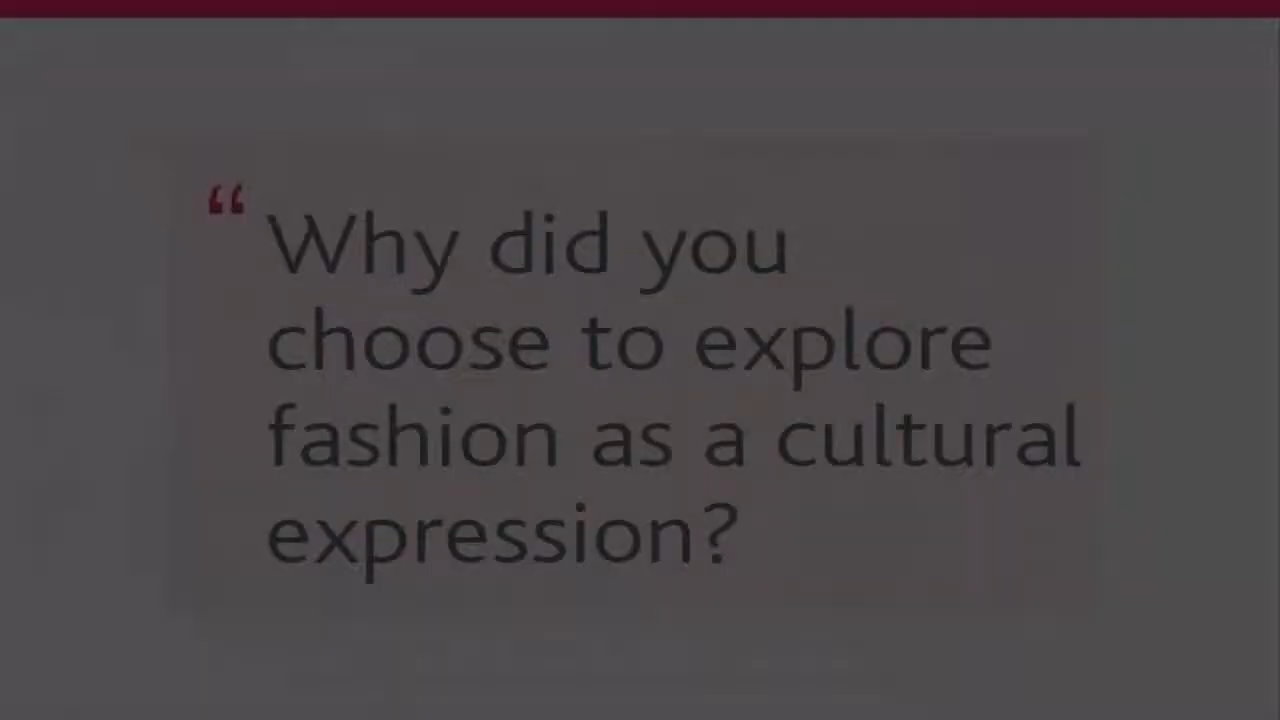 “Why did you
choose to explore
fashion as a cultural
expression?